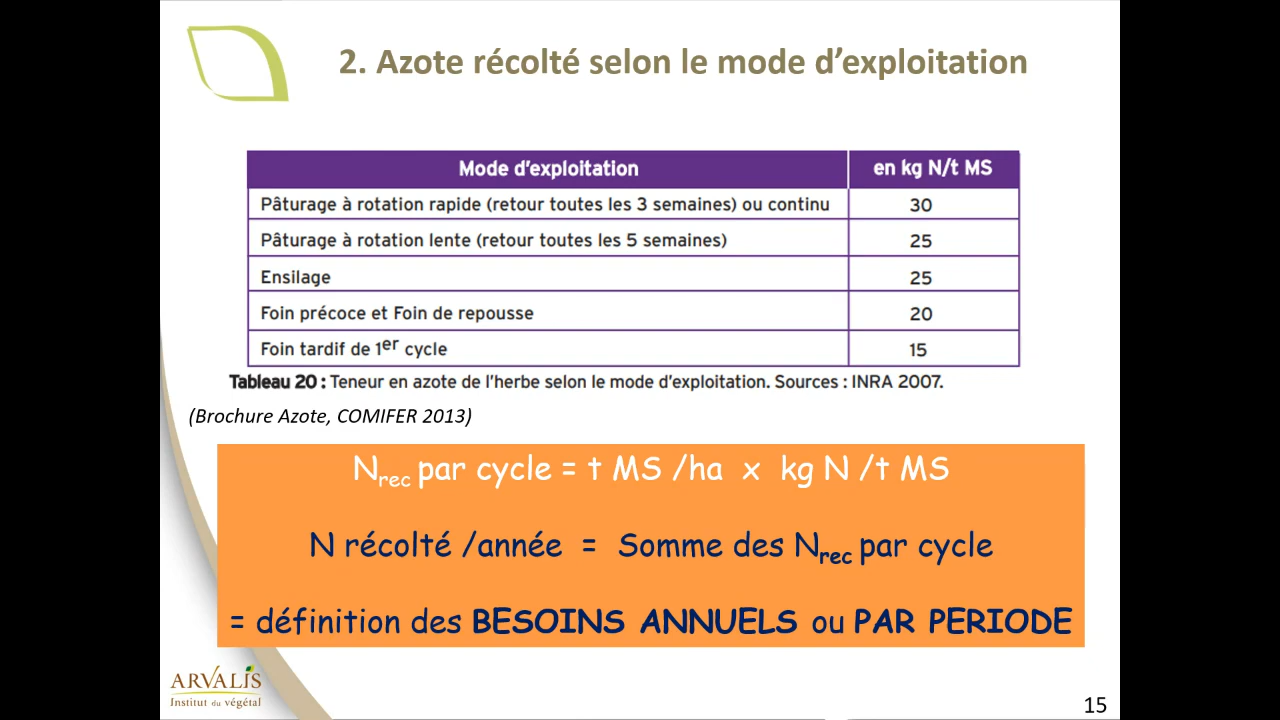 2. Azote récolté selon le mode d’exploitation
Mode d’exploitation en kg N/t MS
Pâturage à rotation rapide (retour toutes les 3 semaines) ou continu 30
Pâturage à rotation lente (retour toutes les 5 semaines) 25
Ensilage 25
Foin précoce et Foin de repousse 20
Foin tardif de 1er cycle 15
Tableau 20 : Teneur en azote de l’herbe selon le mode d’exploitation. Sources : INRA 2007.
(Brochure Azote, COMIFER 2013)
Nrec par cycle = t MS /ha x kg N /t MS
N récolté /année = Somme des Nrec par cycle
= définition des BESOINS ANNUELS ou PAR PERIODE
ARVALIS
Institut du végétal
15